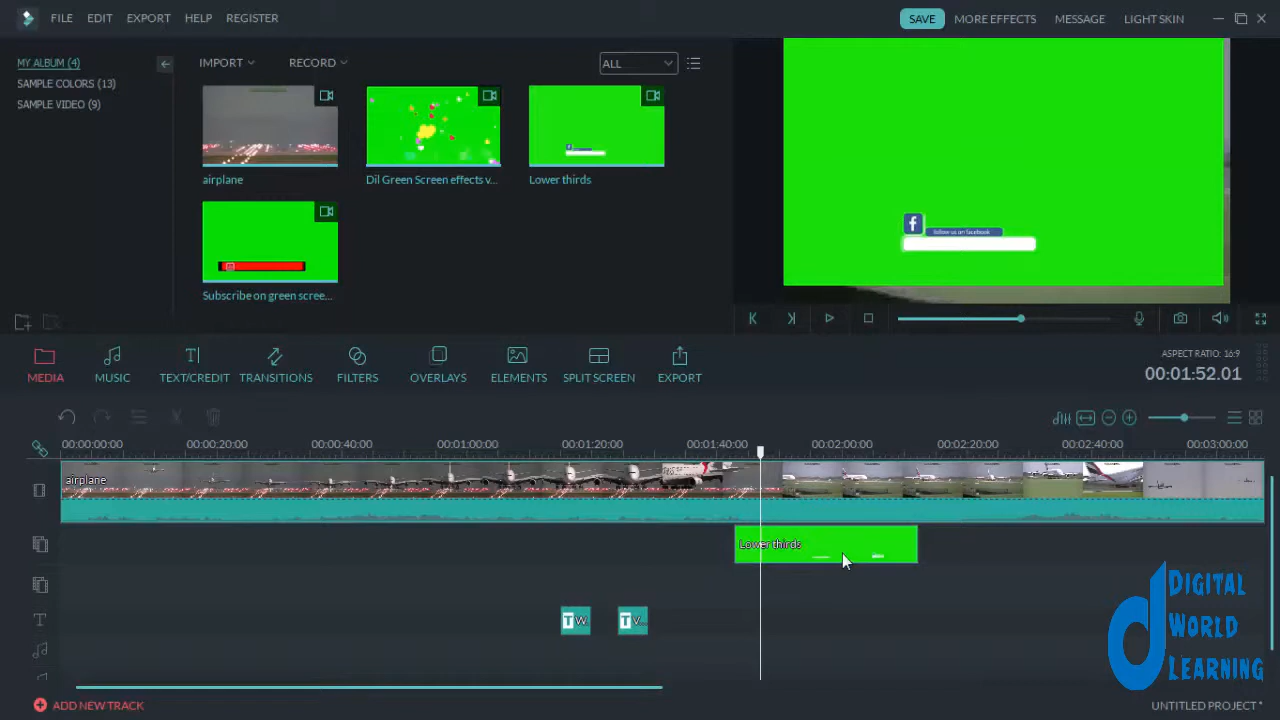 FILE EDIT EXPORT HELP REGISTER SAVE MORE EFFECTS MESSAGE LIGHT SKIN
MY ALBUM (4)
SAMPLE COLORS (13)
SAMPLE VIDEO (9)
IMPORT RECORD ALL
airplane Dil Green Screen effects v... Lower thirds
Subscribe on green scree...
f
follow us on facebook
MEDIA MUSIC TEXT/CREDIT TRANSITIONS FILTERS OVERLAYS ELEMENTS SPLIT SCREEN EXPORT
ASPECT RATIO: 16:9
00:01:52.01
00:00:00:00 00:00:20:00 00:00:40:00 00:01:00:00 00:01:20:00 00:01:40:00 00:02:00:00 00:02:20:00 00:02:40:00 00:03:00:00
airplane
Lower thirds
T W... T V...
T
DIGITAL
WORLD
LEARNING
ADD NEW TRACK
UNTITLED PROJECT *